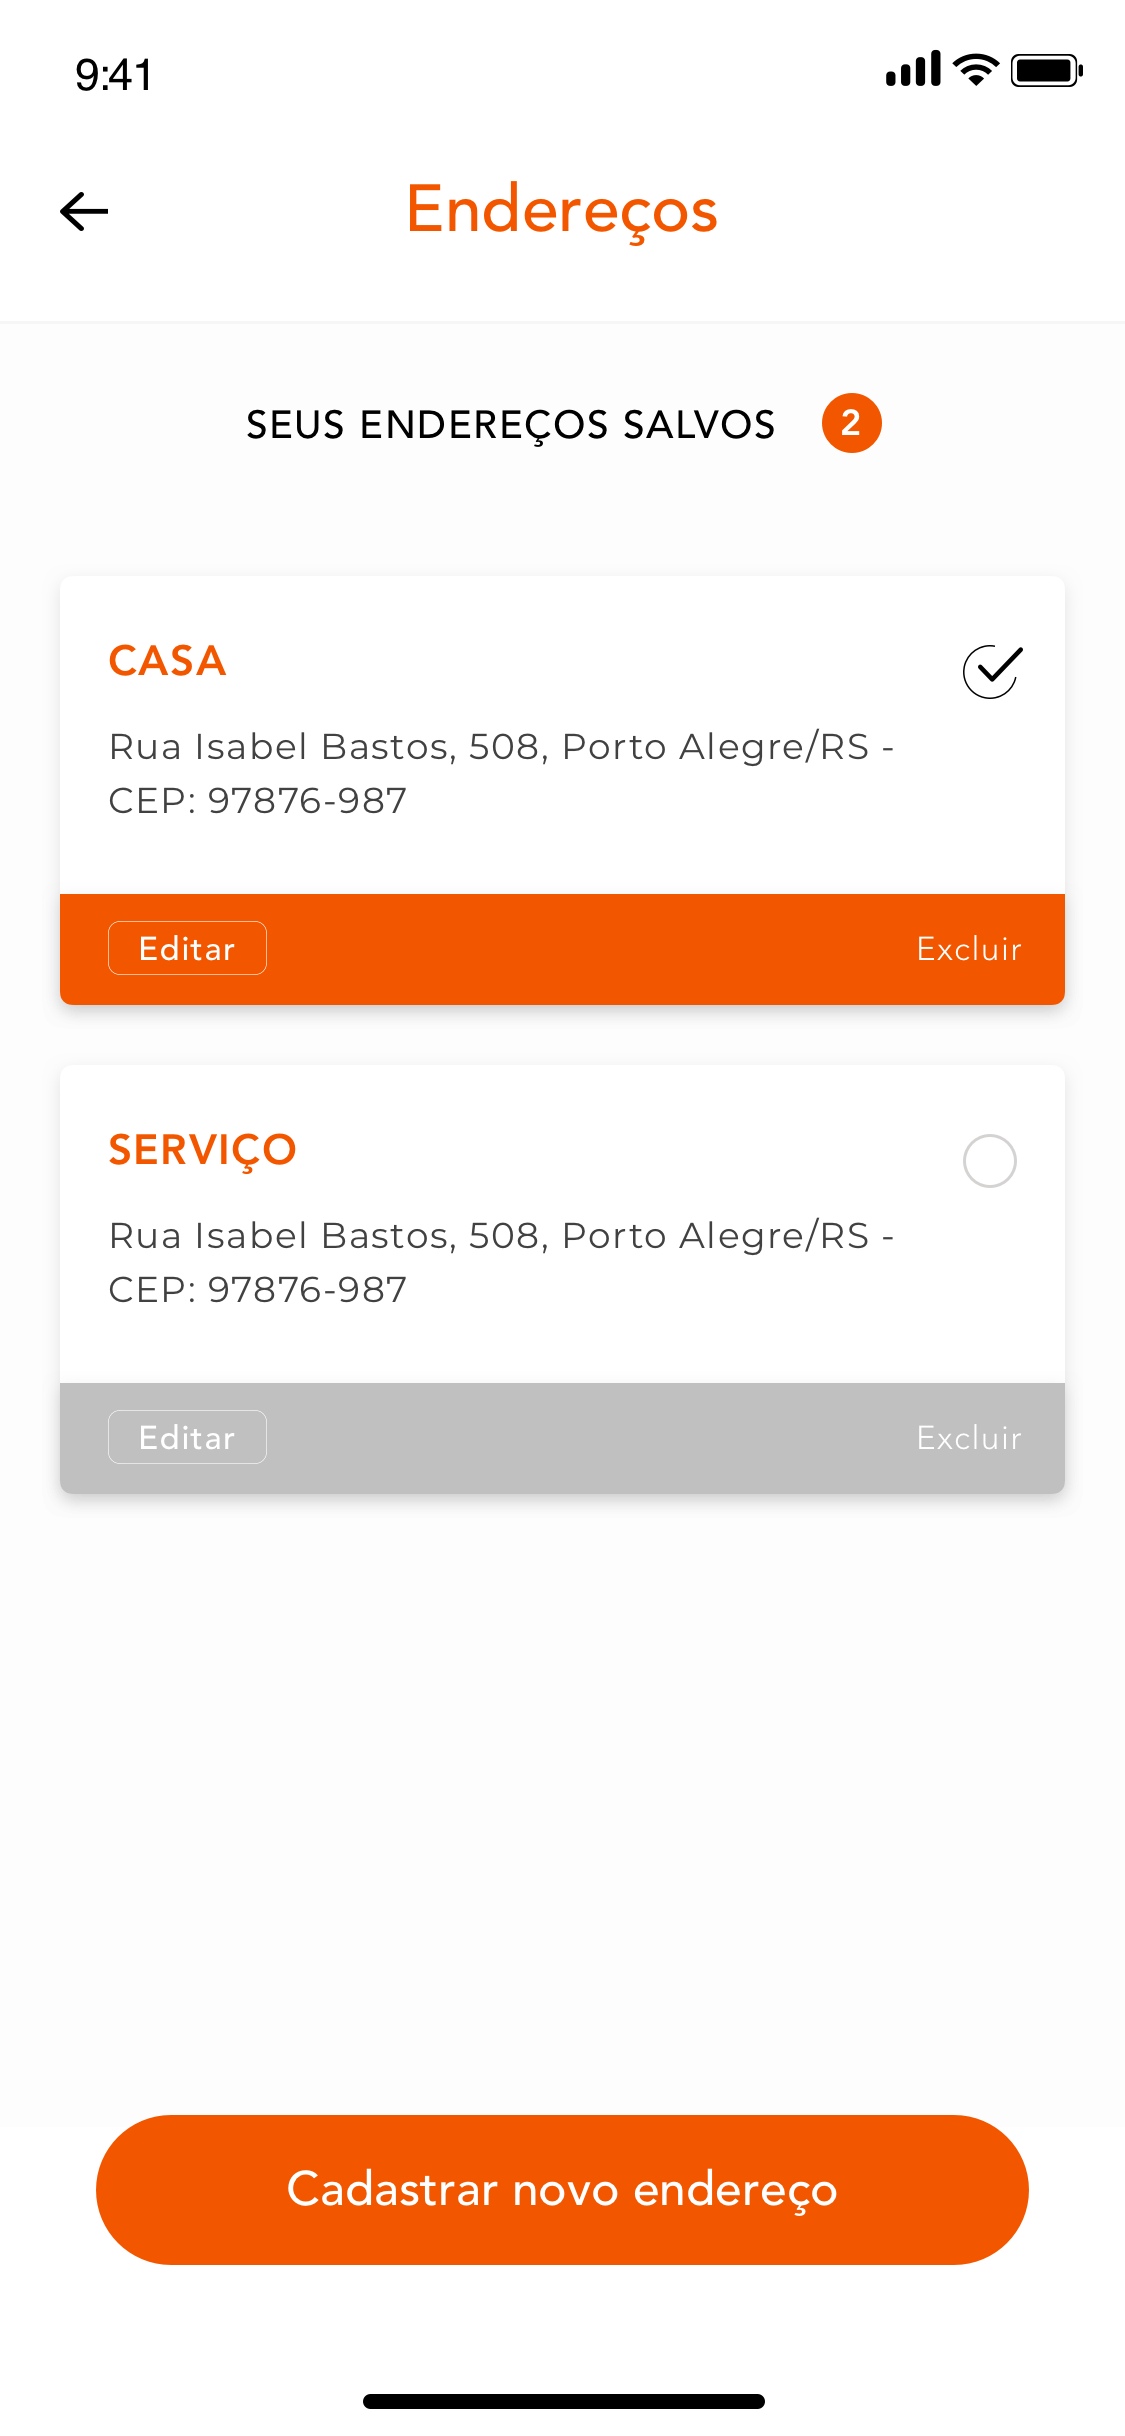 9:41
Endereços
SEUS ENDEREÇOS SALVOS 2
CASA
Rua Isabel Bastos, 508, Porto Alegre/RS -
CEP: 97876-987
Editar Excluir
SERVIÇO
Rua Isabel Bastos, 508, Porto Alegre/RS -
CEP: 97876-987
Editar Excluir
Cadastrar novo endereço